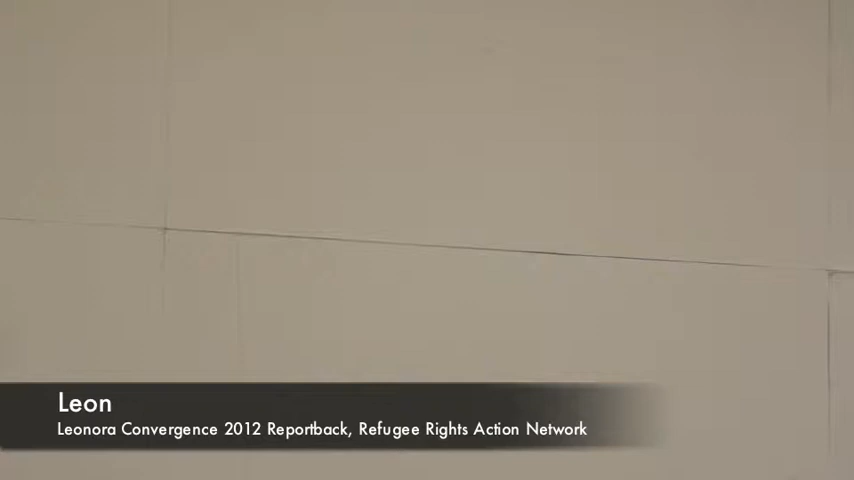 Leon
Leonora Convergence 2012 Reportback, Refugee Rights Action Network